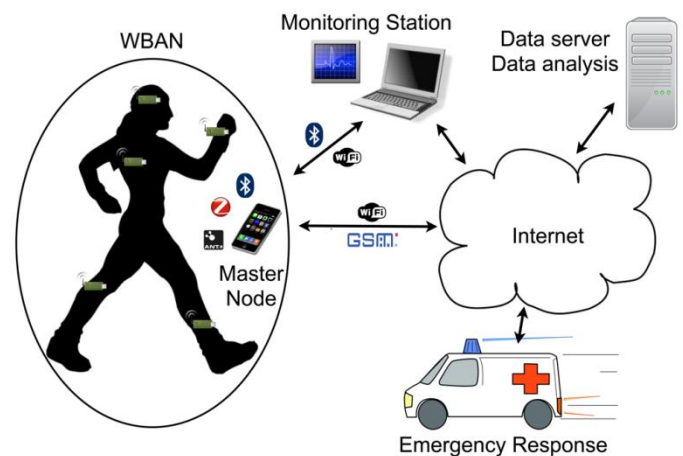 WBAN
Monitoring Station
Data server
Data analysis
WiFi
WiFi
GSM
ANT+
Master
Node
Internet
Emergency Response